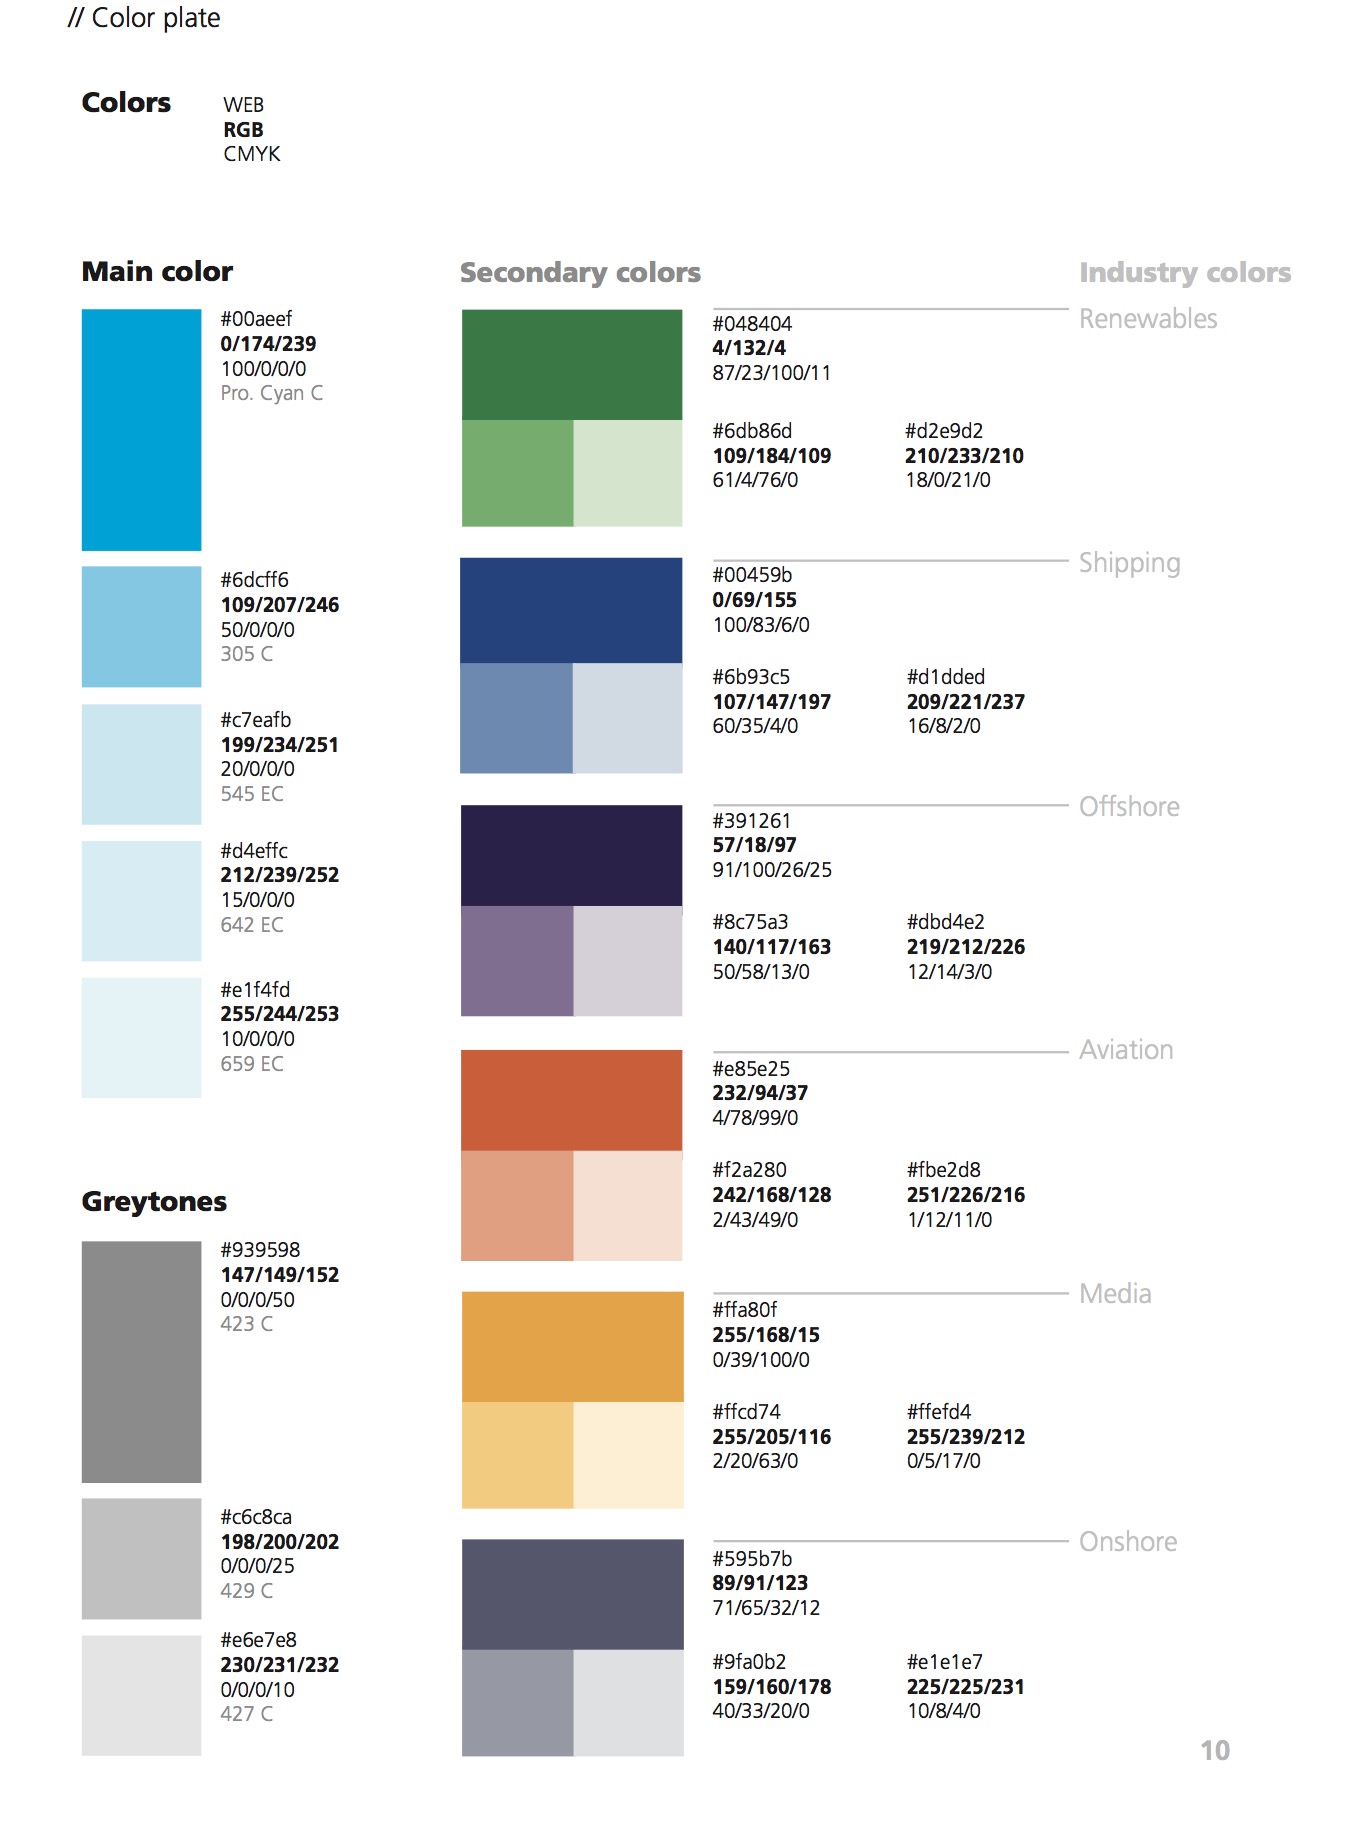 // Color plate
Colors
WEB
RGB
CMYK
Main color
#00aeef
0/174/239
100/0/0/0
Pro. Cyan C
#6dcff6
109/207/246
50/0/0/0
305 C
#c7eafb
199/234/251
20/0/0/0
545 EC
#d4effc
212/239/252
15/0/0/0
642 EC
#e1f4fd
255/244/253
10/0/0/0
659 EC
Greytones
#939598
147/149/152
0/0/0/50
423 C
#c6c8ca
198/200/202
0/0/0/25
429 C
#e6e7e8
230/231/232
0/0/0/10
427 C
Secondary colors
Industry colors
Renewables
#048404
4/132/4
87/23/100/11
#6db86d
109/184/109
61/4/76/0
#d2e9d2
210/233/210
18/0/21/0
Shipping
#00459b
0/69/155
100/83/6/0
#6b93c5
107/147/197
60/35/4/0
#d1dded
209/221/237
16/8/2/0
Offshore
#391261
57/18/97
91/100/26/25
#8c75a3
140/117/163
50/58/13/0
#dbd4e2
219/212/226
12/14/3/0
Aviation
#e85e25
232/94/37
4/78/99/0
#f2a280
242/168/128
2/43/49/0
#fbe2d8
251/226/216
1/12/11/0
Media
#ffa80f
255/168/15
0/39/100/0
#ffcd74
255/205/116
2/20/63/0
#ffefd4
255/239/212
0/5/17/0
Onshore
#595b7b
89/91/123
71/65/32/12
#9fa0b2
159/160/178
40/33/20/0
#e1e1e7
225/225/231
10/8/4/0
10